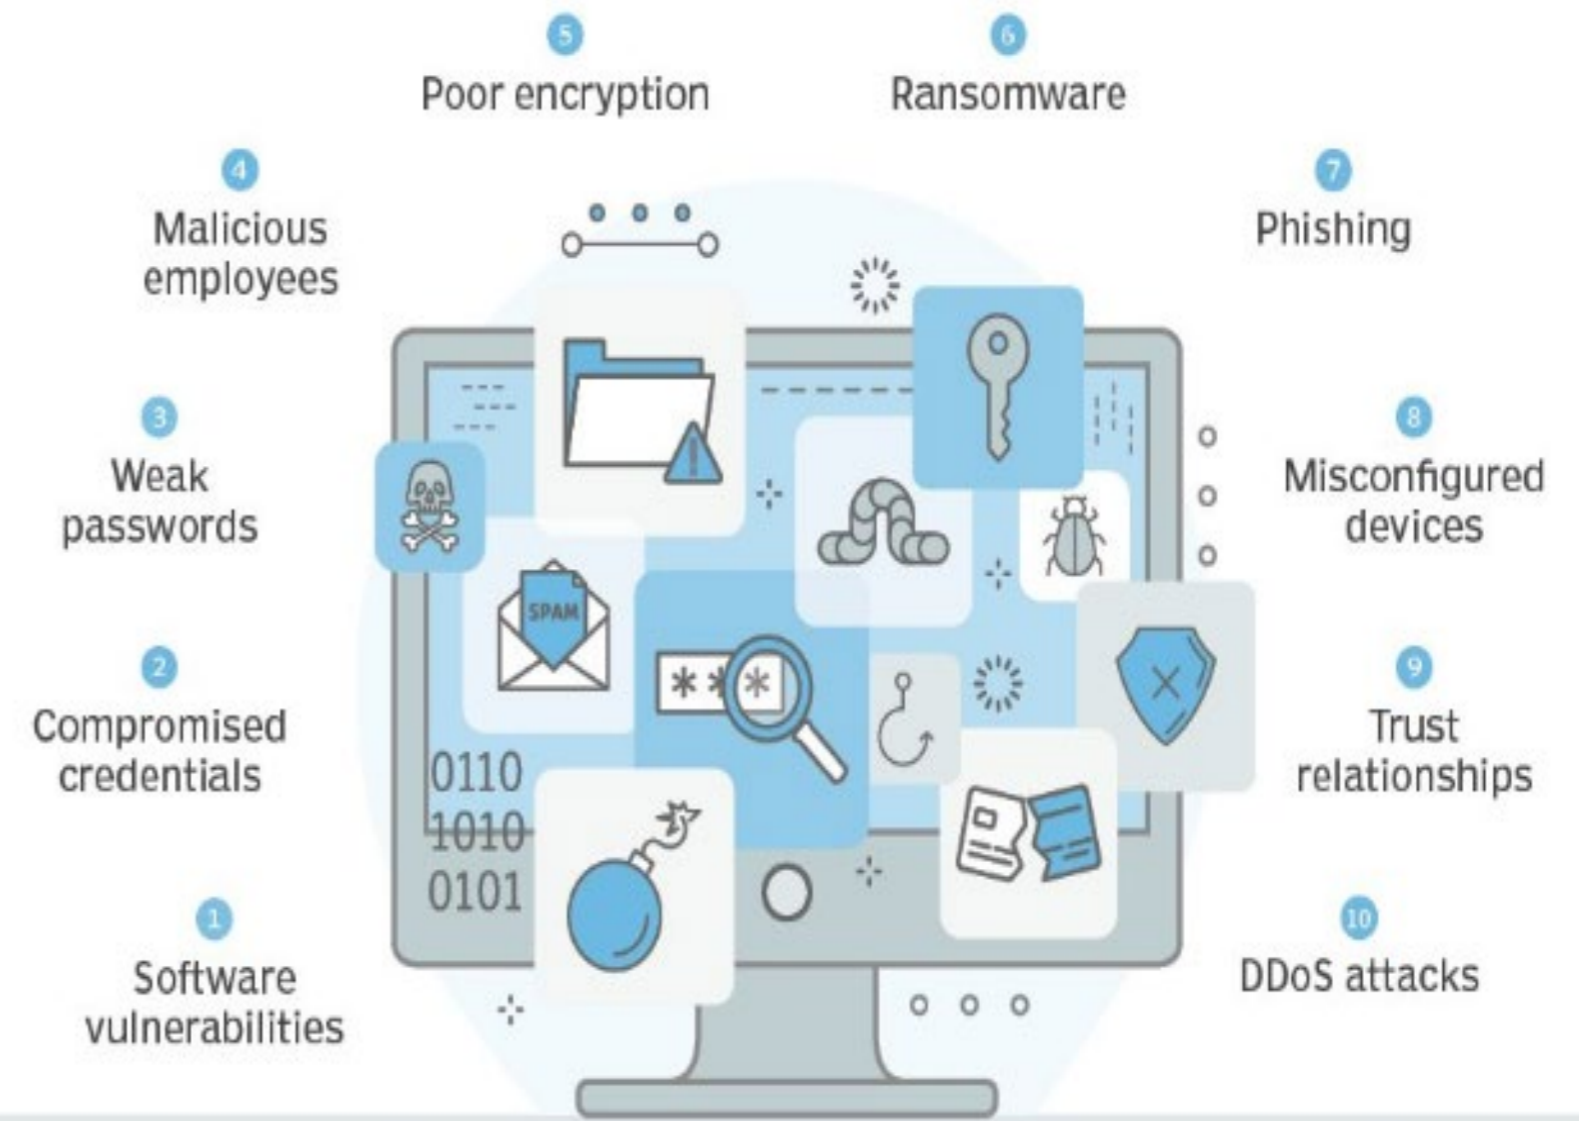 5
Poor encryption
6
Ransomware
4
Malicious
employees
7
Phishing
3
Weak
passwords
8
Misconfigured
devices
2
Compromised
credentials
9
Trust
relationships
1
Software
vulnerabilities
10
DDoS attacks
SPAM
* * *
0110
1010
0101